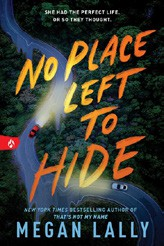 SHE HAD THE PERFECT LIFE.
OR SO THEY THOUGHT.
NO PLACE
LEFT
TO
HIDE
NEW YORK TIMES BESTSELLING AUTHOR OF
THAT'S NOT MY NAME
MEGAN LALLY